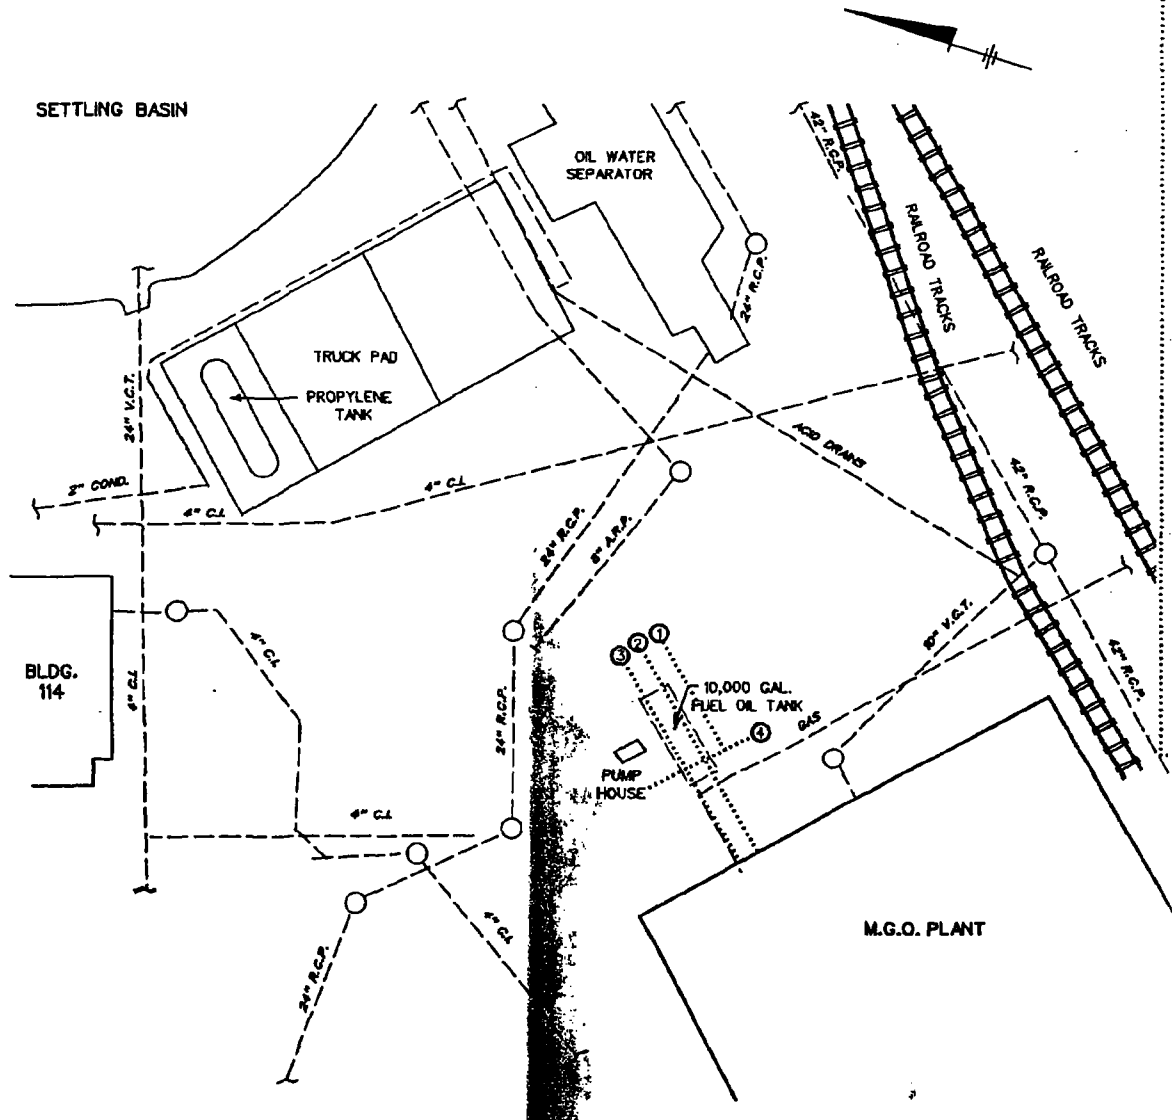 SETTLING BASIN
OIL WATER
SEPARATOR
42" R.C.P.
RAILROAD TRACKS
RAILROAD TRACKS
24" R.C.P.
TRUCK PAD
PROPYLENE
TANK
24" V.C.T.
2" COND.
4" C.I.
4" C.I.
ACID DRAINS
42" R.C.P.
24" R.C.P.
8" A.R.P.
10" V.C.T.
42" R.C.P.
BLDG.
114
4" C.I.
4" C.I.
24" R.C.P.
3 2 1
10,000 GAL.
FUEL OIL TANK
4
GAS
PUMP
HOUSE
4" C.I.
4" C.I.
24" R.C.P.
M.G.O. PLANT